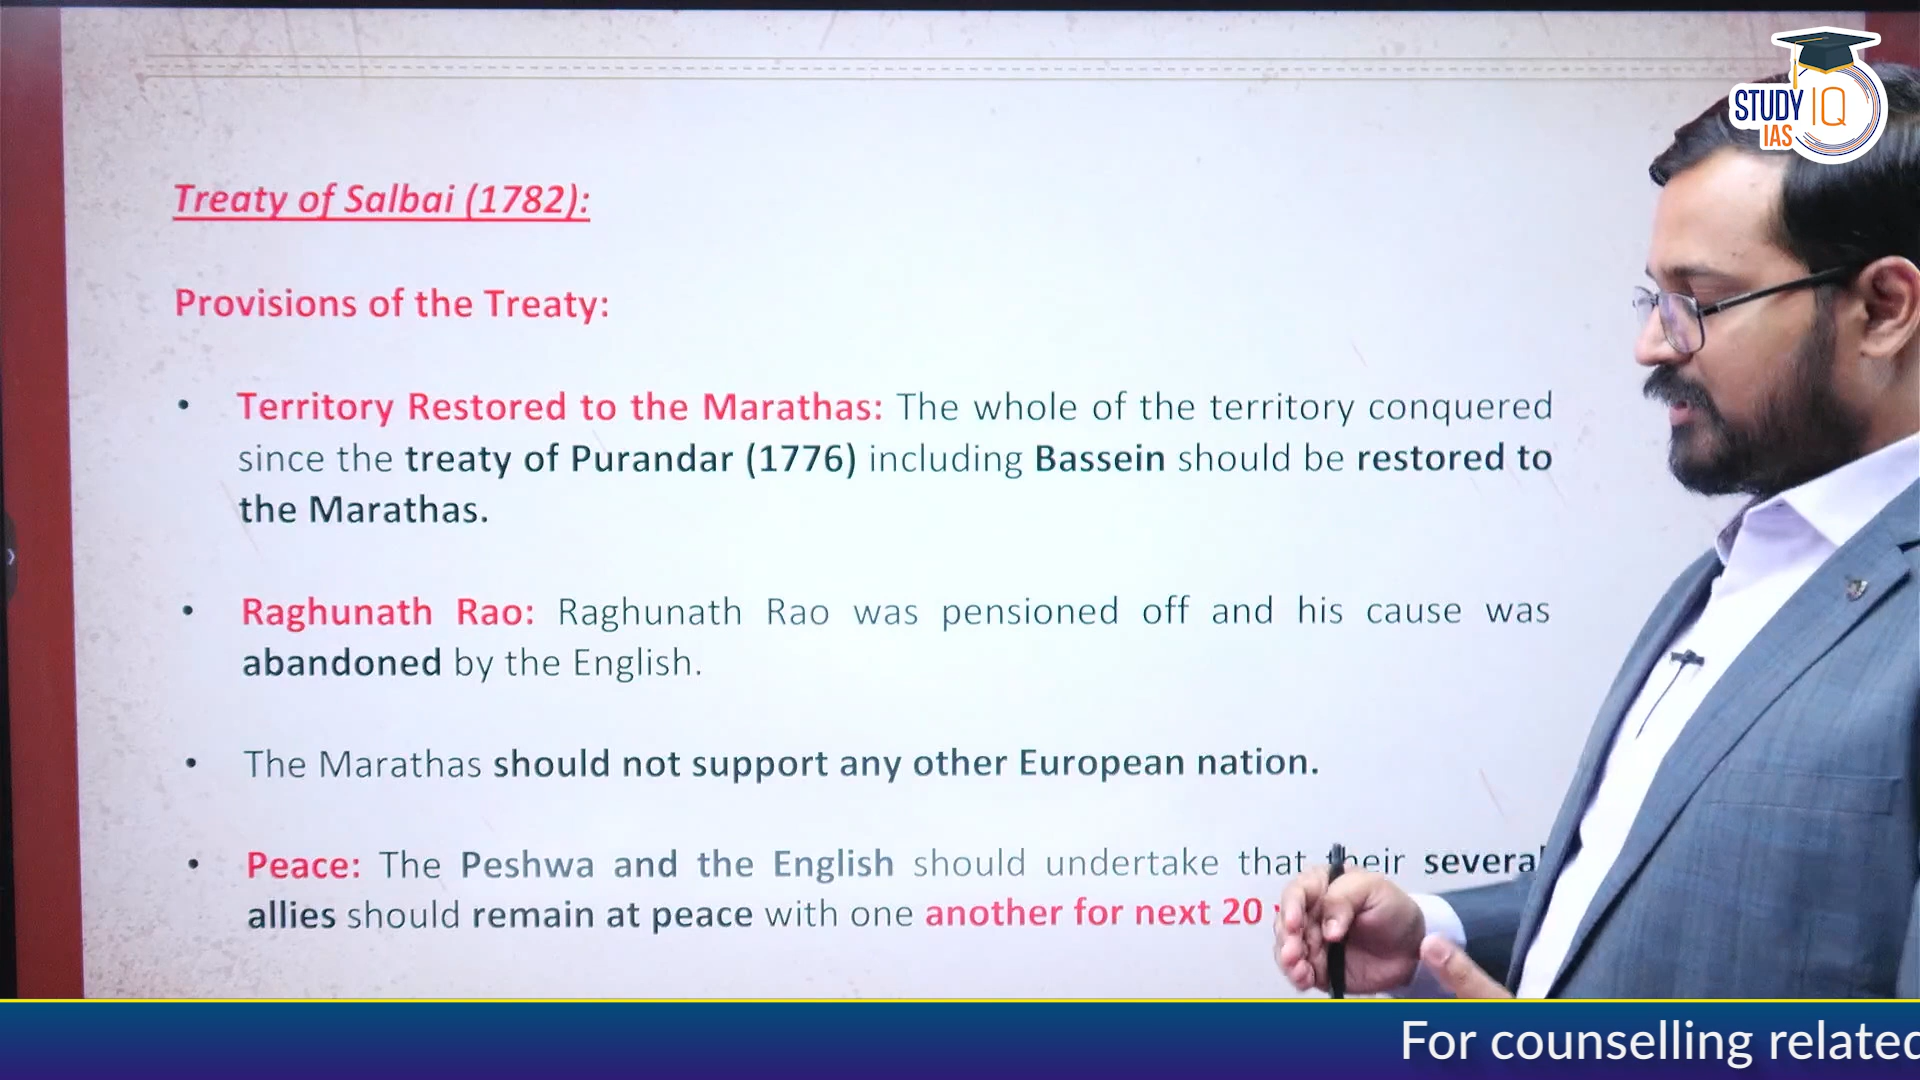 STUDY IQ
IAS
Treaty of Salbai (1782):
Provisions of the Treaty:
• Territory Restored to the Marathas: The whole of the territory conquered
since the treaty of Purandar (1776) including Bassein should be restored to
the Marathas.
• Raghunath Rao: Raghunath Rao was pensioned off and his cause was
abandoned by the English.
• The Marathas should not support any other European nation.
• Peace: The Peshwa and the English should undertake that their several
allies should remain at peace with one another for next 20
For counselling related